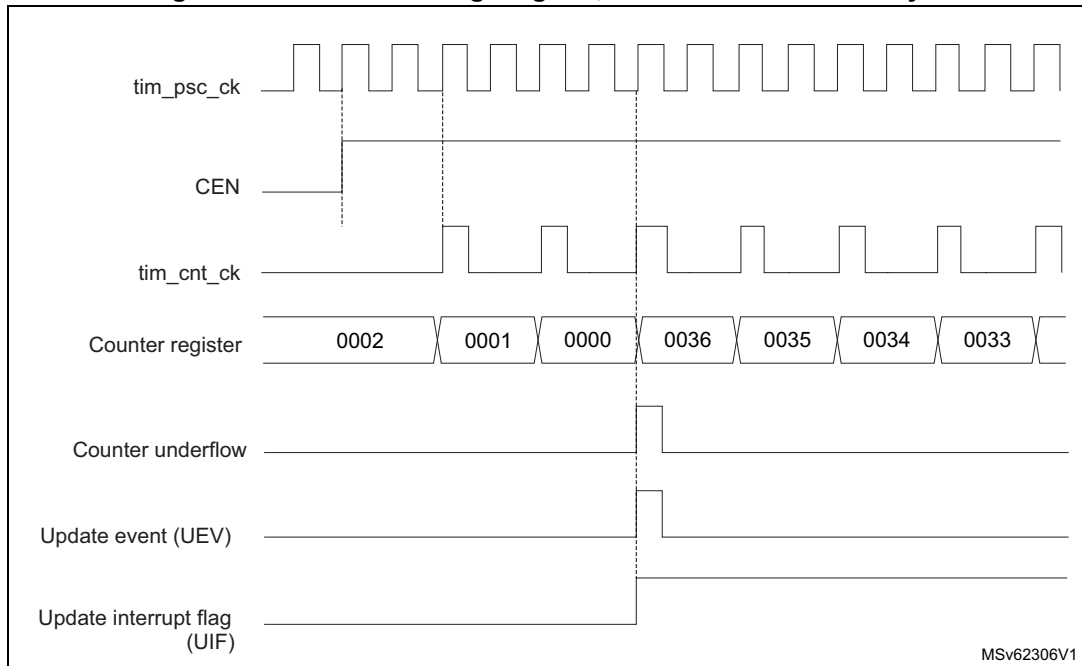 tim_psc_ck
CEN
tim_cnt_ck
Counter register
0002
0001
0000
0036
0035
0034
0033
Counter underflow
Update event (UEV)
Update interrupt flag
(UIF)
MSv62306V1